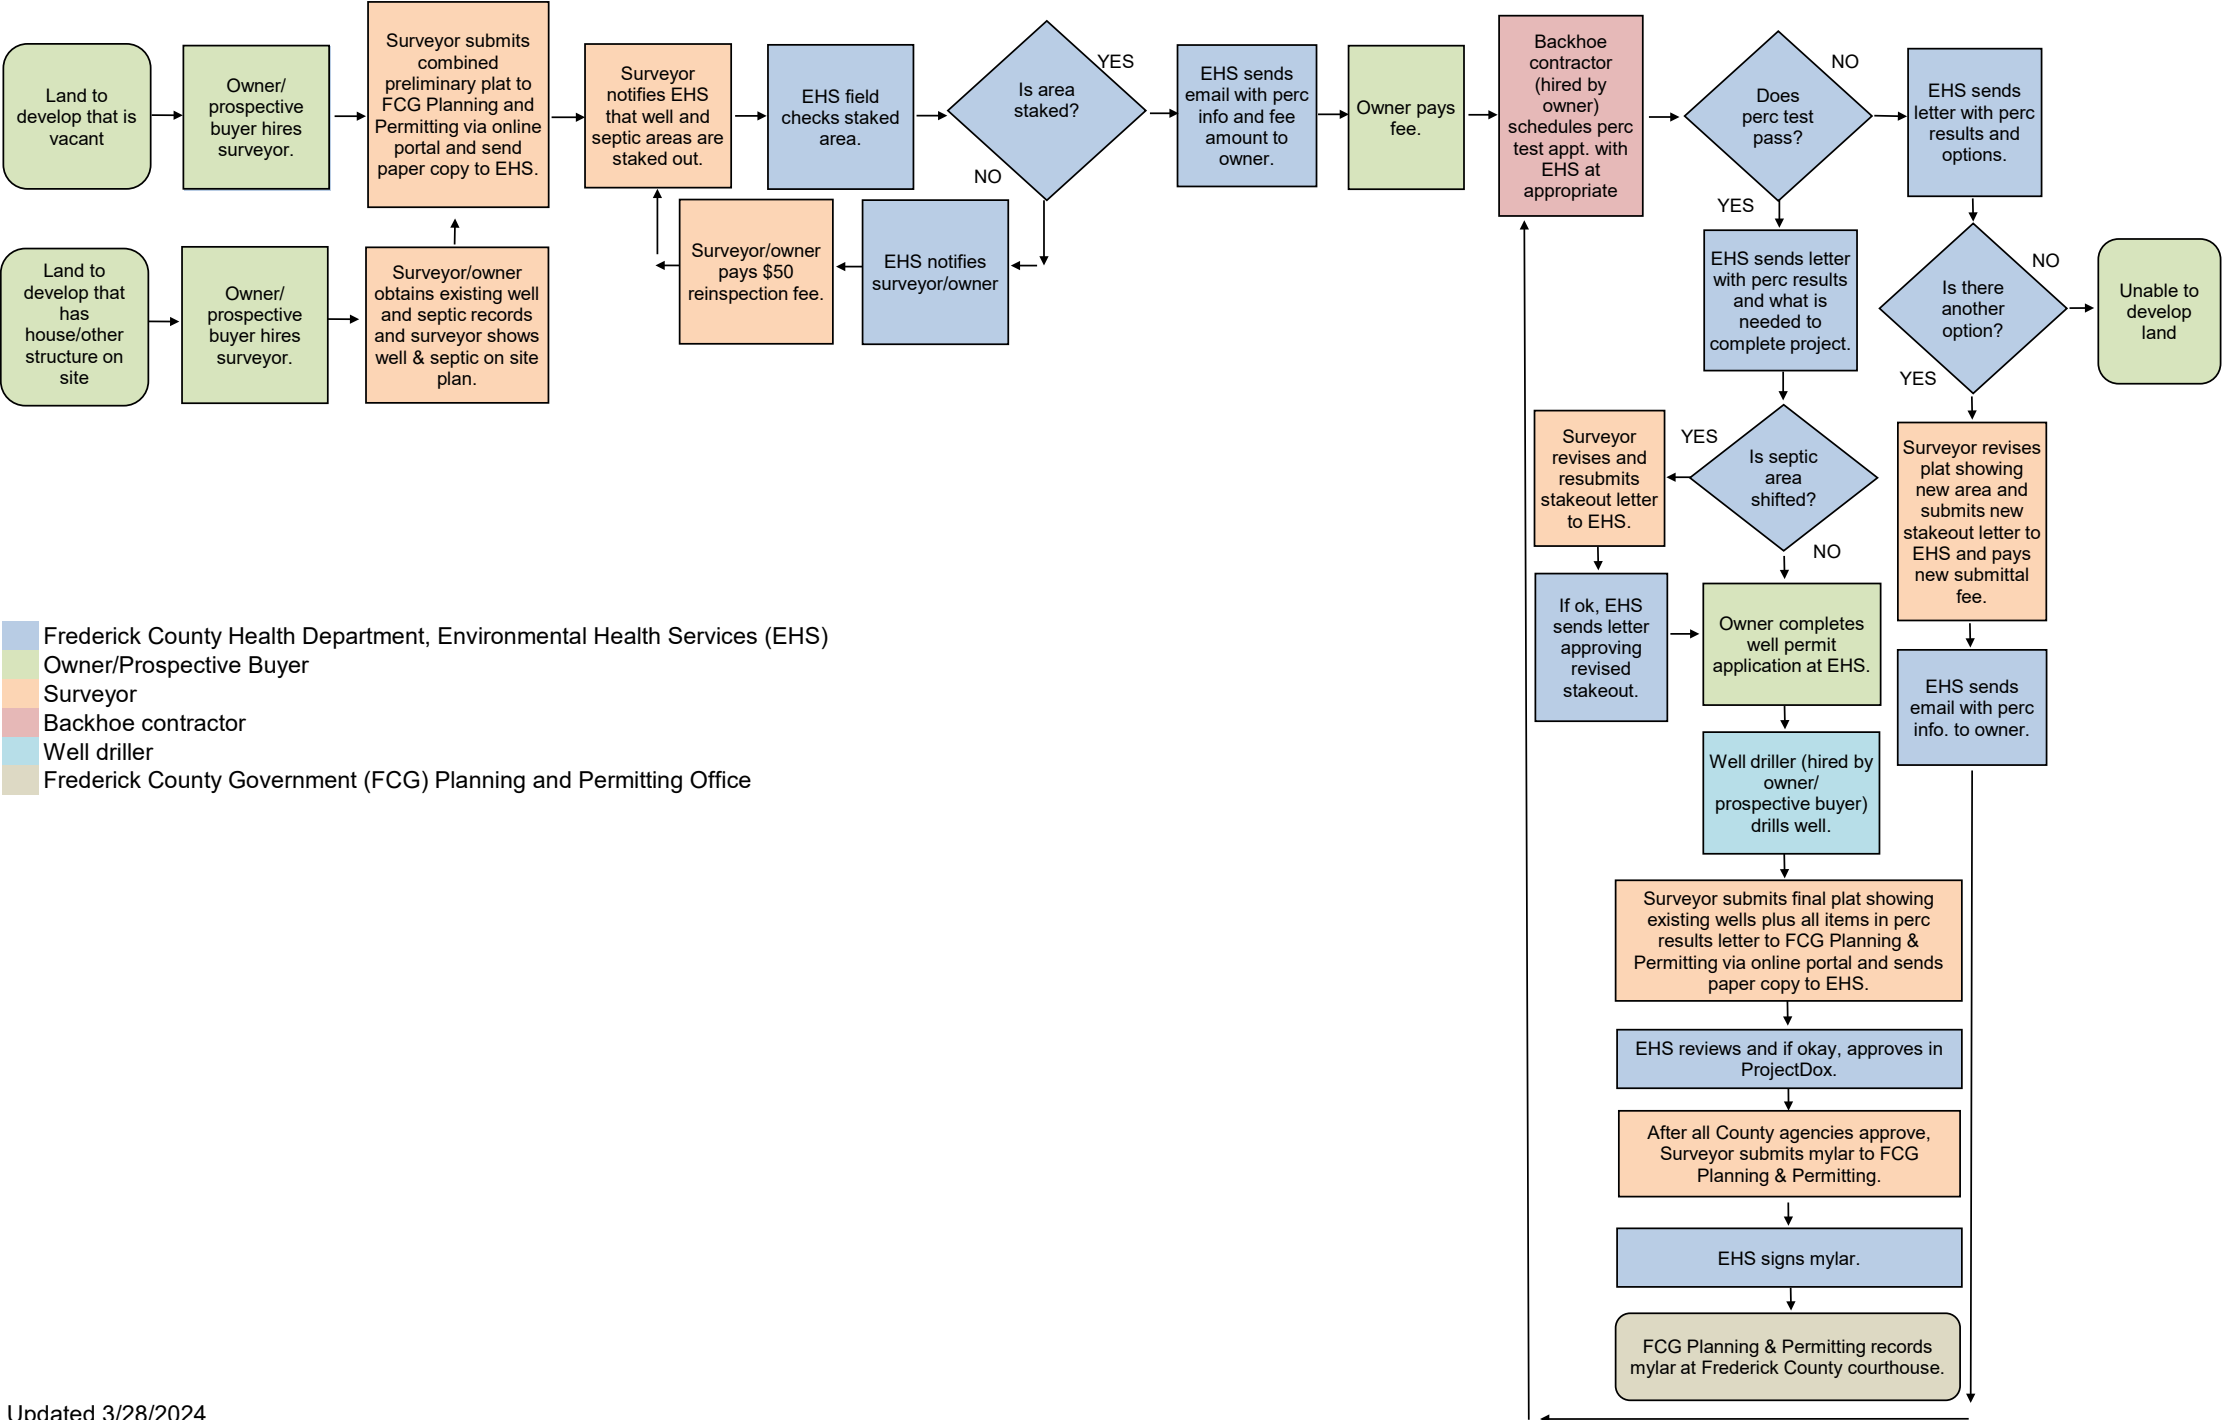 Land to
develop that is
vacant
Owner/
prospective
buyer hires
surveyor.
Surveyor submits
combined
preliminary plat to
FCG Planning and
Permitting via online
portal and send
paper copy to EHS.
Surveyor
notifies EHS
that well and
septic areas are
staked out.
EHS field
checks staked
area.
Is area
staked?
YES
NO
EHS sends
email with perc
info and fee
amount to
owner.
Owner pays
fee.
Backhoe
contractor
(hired by
owner)
schedules perc
test appt. with
EHS at
appropriate
Does
perc test
pass?
NO
YES
EHS sends
letter with perc
results and
options.
Land to
develop that
has
house/other
structure on
site
Owner/
prospective
buyer hires
surveyor.
Surveyor/owner
obtains existing well
and septic records
and surveyor shows
well & septic on site
plan.
Surveyor/owner
pays $50
reinspection fee.
EHS notifies
surveyor/owner
EHS sends letter
with perc results
and what is
needed to
complete project.
Is there
another
option?
NO
YES
Unable to
develop
land
Surveyor
revises and
resubmits
stakeout letter
to EHS.
YES
Is septic
area
shifted?
NO
Surveyor revises
plat showing
new area and
submits new
stakeout letter to
EHS and pays
new submittal
fee.
If ok, EHS
sends letter
approving
revised
stakeout.
Owner completes
well permit
application at EHS.
EHS sends
email with perc
info. to owner.
Frederick County Health Department, Environmental Health Services (EHS)
Owner/Prospective Buyer
Surveyor
Backhoe contractor
Well driller
Frederick County Government (FCG) Planning and Permitting Office
Well driller (hired by
owner/
prospective buyer)
drills well.
Surveyor submits final plat showing
existing wells plus all items in perc
results letter to FCG Planning &
Permitting via online portal and sends
paper copy to EHS.
EHS reviews and if okay, approves in
ProjectDox.
After all County agencies approve,
Surveyor submits mylar to FCG
Planning & Permitting.
EHS signs mylar.
FCG Planning & Permitting records
mylar at Frederick County courthouse.
Updated 3/28/2024